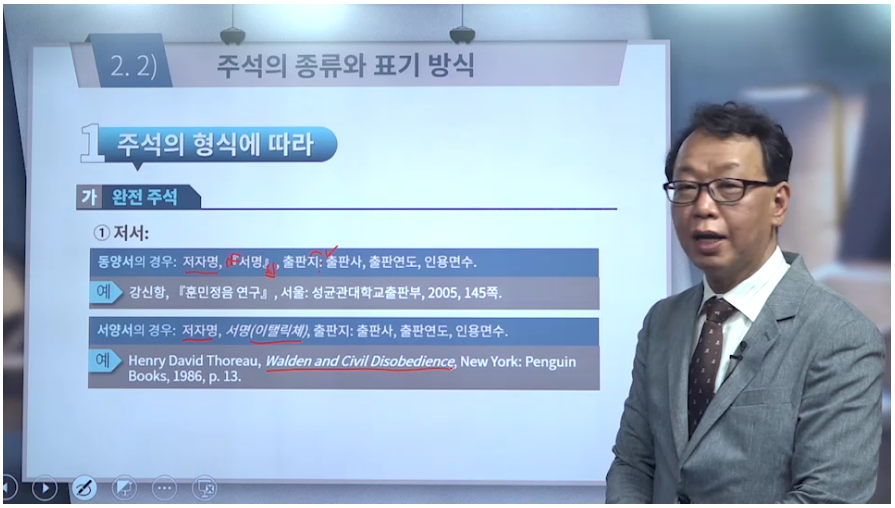 2. 2)
주석의 종류와 표기 방식
1 주석의 형식에 따라
가 완전 주석
① 저서:
동양서의 경우: 저자명, 『서명』, 출판지: 출판사, 출판연도, 인용면수.
예 강신항, 『훈민정음 연구』, 서울: 성균관대학교출판부, 2005, 145쪽.
서양서의 경우: 저자명, 서명(이탤릭체), 출판지: 출판사, 출판연도, 인용면수.
예 Henry David Thoreau, Walden and Civil Disobedience, New York: Penguin
Books, 1986, p. 13.